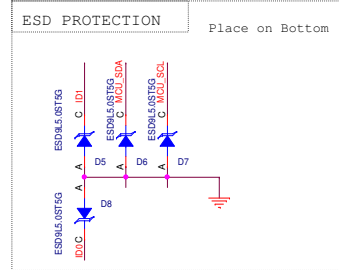 ESD PROTECTION
Place on Bottom
ESD9L5.0ST5G
C
ID1
ESD9L5.0ST5G
C
MCU_SDA
ESD9L5.0ST5G
C
MCU_SCL
A
D5
A
D6
A
D7
A
D8
ESD9L5.0ST5G
C
ID0